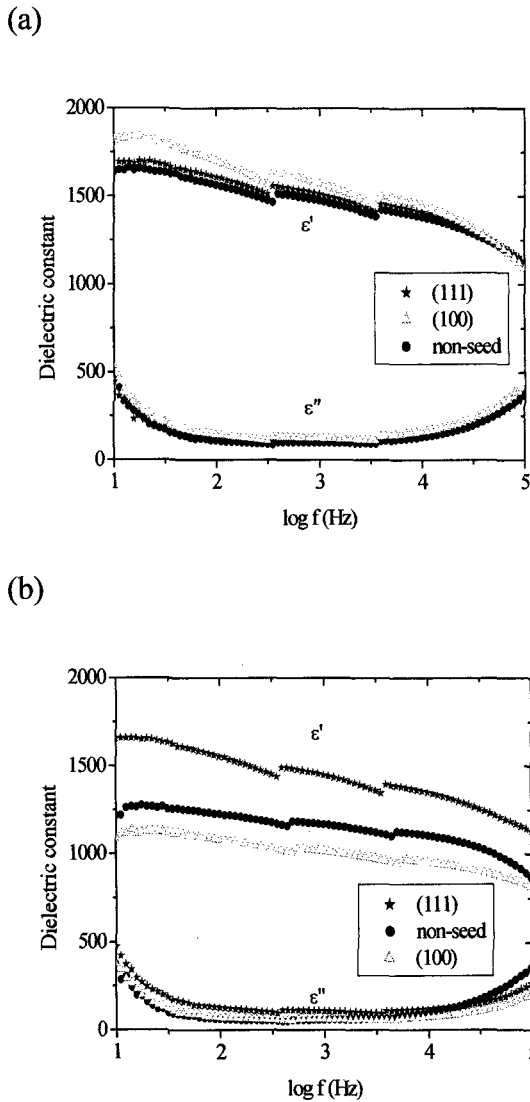 (a)
2000
1500
1000
500
0
Dielectric constant
ε'
★ (111)
△ (100)
● non-seed
ε''
1 2 3 4 5
log f (Hz)
(b)
2000
1500
1000
500
0
Dielectric constant
ε'
★ (111)
● non-seed
△ (100)
ε''
1 2 3 4 5
log f (Hz)